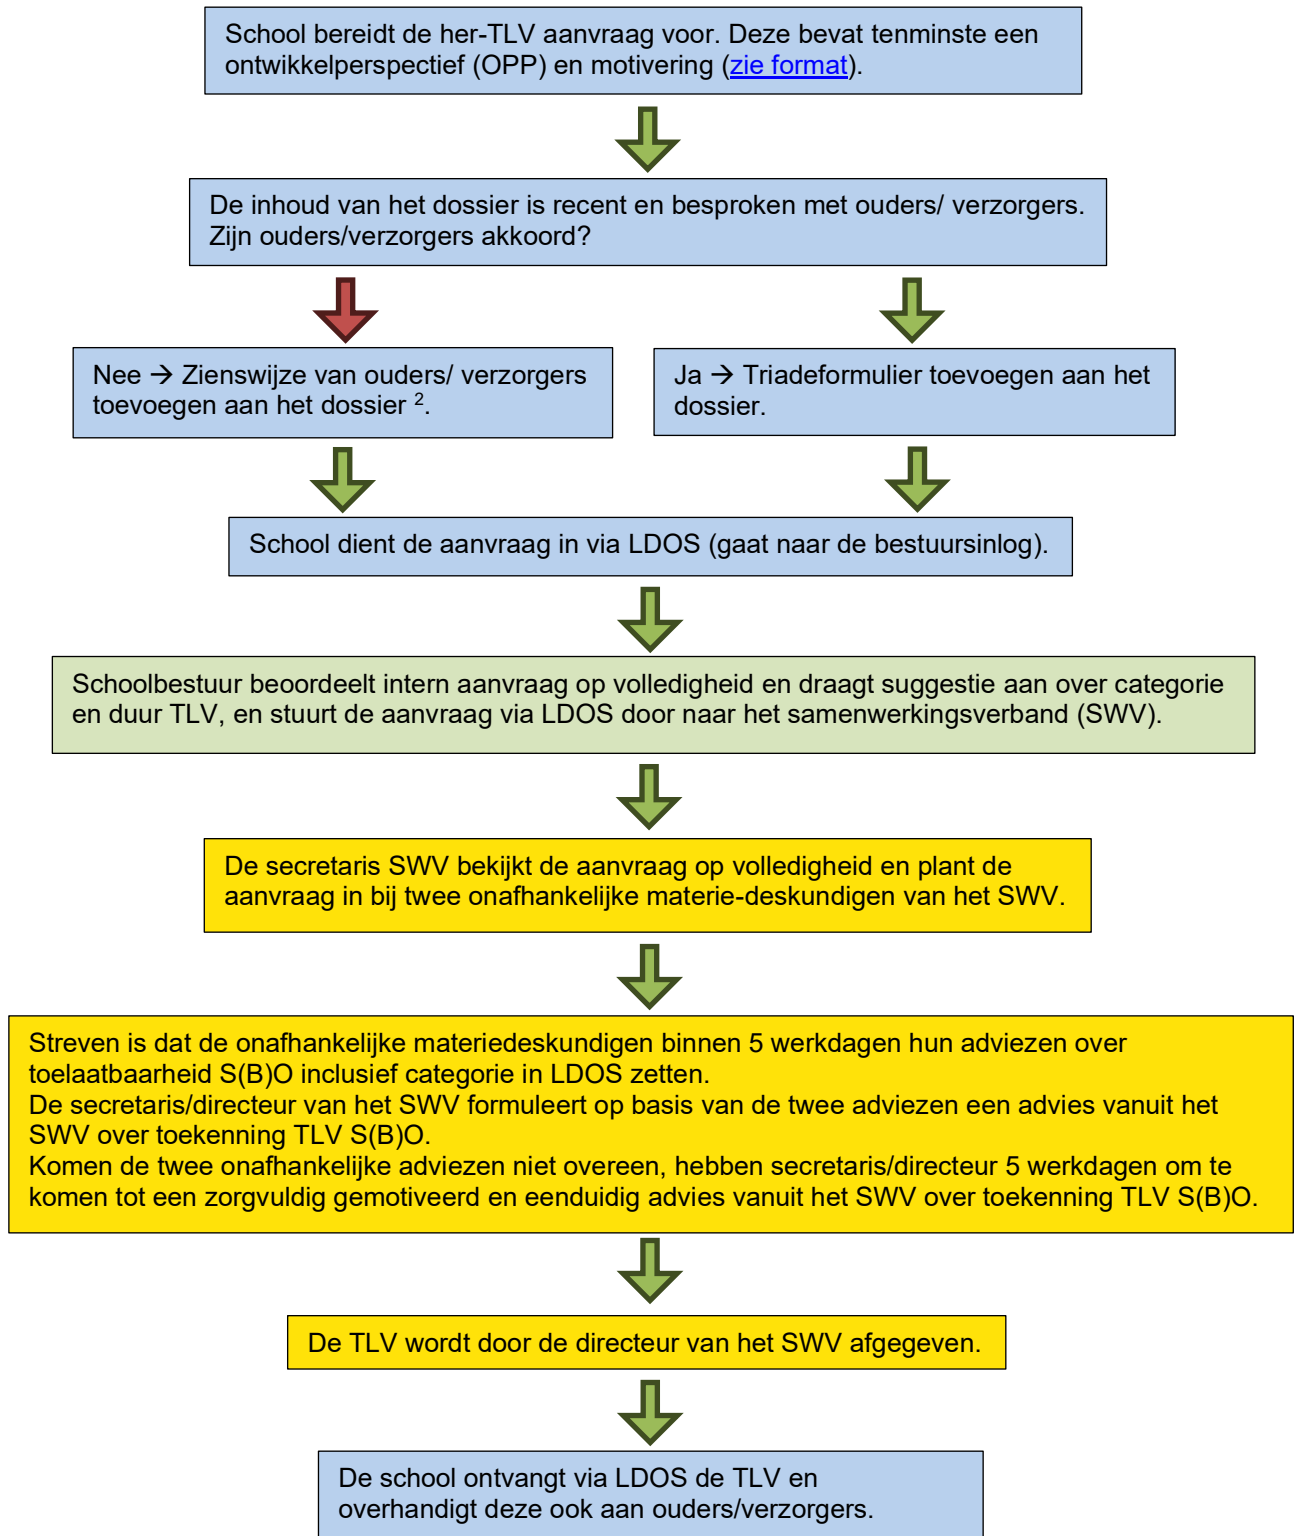 School bereidt de her-TLV aanvraag voor. Deze bevat tenminste een
ontwikkelperspectief (OPP) en motivering (zie format).
De inhoud van het dossier is recent en besproken met ouders/ verzorgers.
Zijn ouders/verzorgers akkoord?
Nee → Zienswijze van ouders/ verzorgers
toevoegen aan het dossier ².
Ja → Triadeformulier toevoegen aan het
dossier.
School dient de aanvraag in via LDOS (gaat naar de bestuursinlog).
Schoolbestuur beoordeelt intern aanvraag op volledigheid en draagt suggestie aan over categorie
en duur TLV, en stuurt de aanvraag via LDOS door naar het samenwerkingsverband (SWV).
De secretaris SWV bekijkt de aanvraag op volledigheid en plant de
aanvraag in bij twee onafhankelijke materie-deskundigen van het SWV.
Streven is dat de onafhankelijke materiedeskundigen binnen 5 werkdagen hun adviezen over
toelaatbaarheid S(B)O inclusief categorie in LDOS zetten.
De secretaris/directeur van het SWV formuleert op basis van de twee adviezen een advies vanuit het
SWV over toekenning TLV S(B)O.
Komen de twee onafhankelijke adviezen niet overeen, hebben secretaris/directeur 5 werkdagen om te
komen tot een zorgvuldig gemotiveerd en eenduidig advies vanuit het SWV over toekenning TLV S(B)O.
De TLV wordt door de directeur van het SWV afgegeven.
De school ontvangt via LDOS de TLV en
overhandigt deze ook aan ouders/verzorgers.